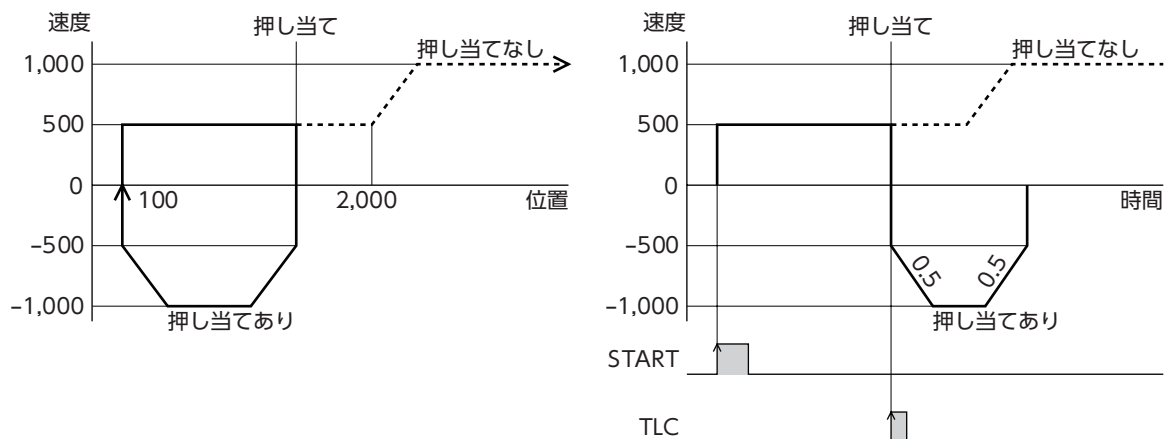 速度
押し当て
押し当てなし
1,000
500
0
100
2,000
位置
–500
–1,000
押し当てあり
速度
押し当て
押し当てなし
1,000
500
0
時間
–500
0.5
0.5
–1,000
押し当てあり
START
TLC